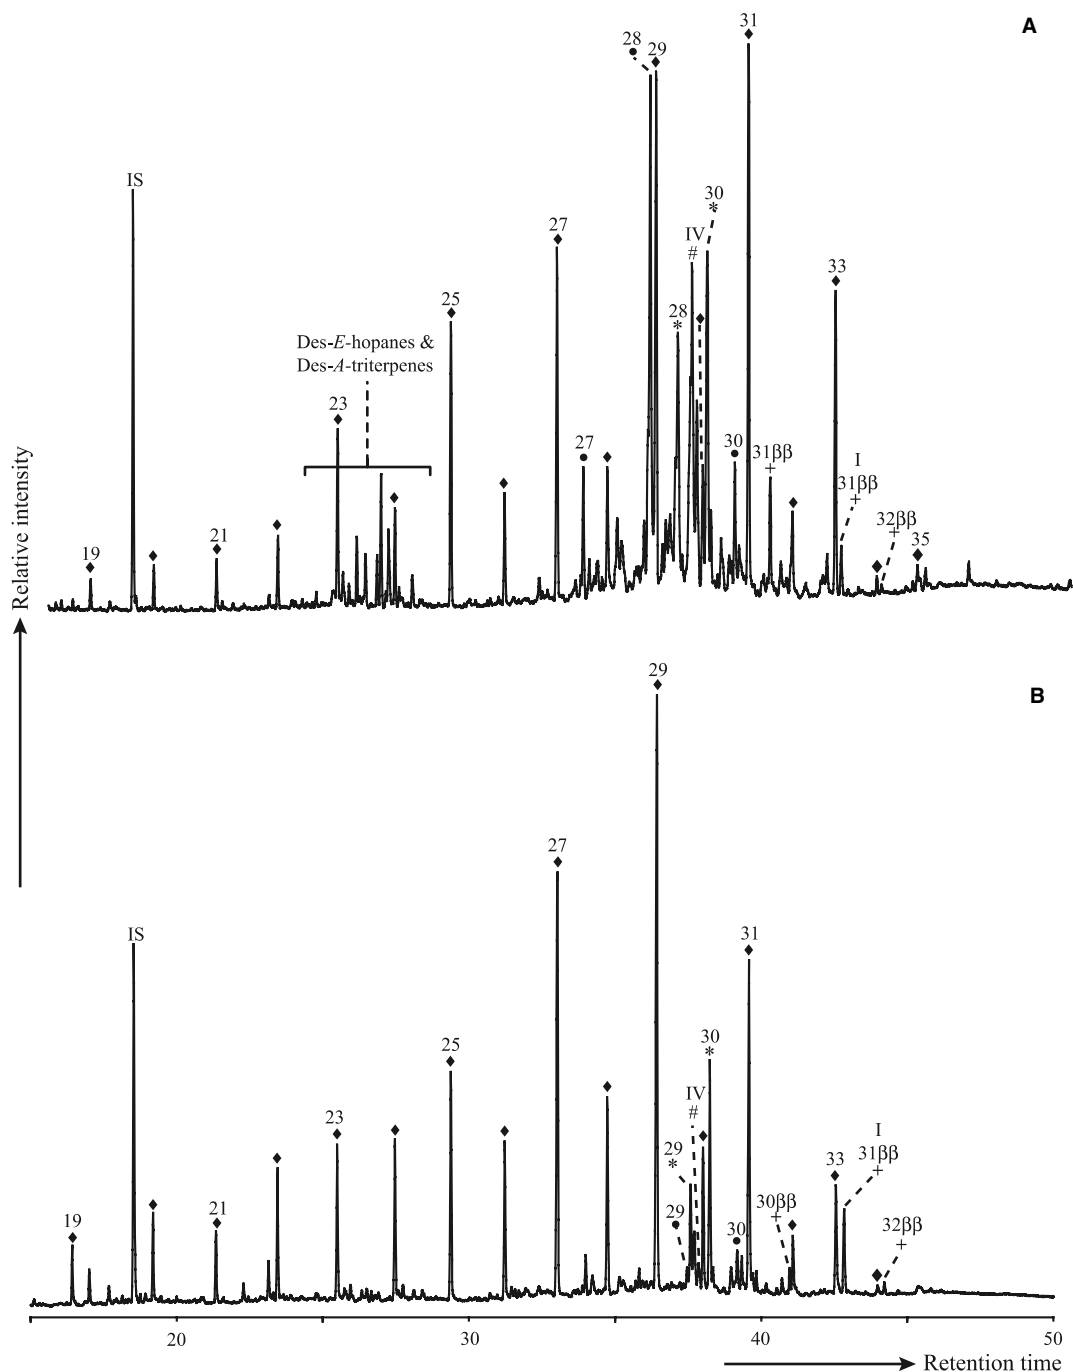 A
31
28
29
IS
30
*
27
IV
#
33
25
28
*
Des-E-hopanes &
Des-A-triterpenes
23
27
30
31ββ
+
I
31ββ
+
32ββ
+
35
21
19
Relative intensity
B
29
27
IS
31
25
30
*
IV
#
23
29
*
I
31ββ
+
33
30ββ
+
19
21
29
30
32ββ
+
20
30
40
50
Retention time